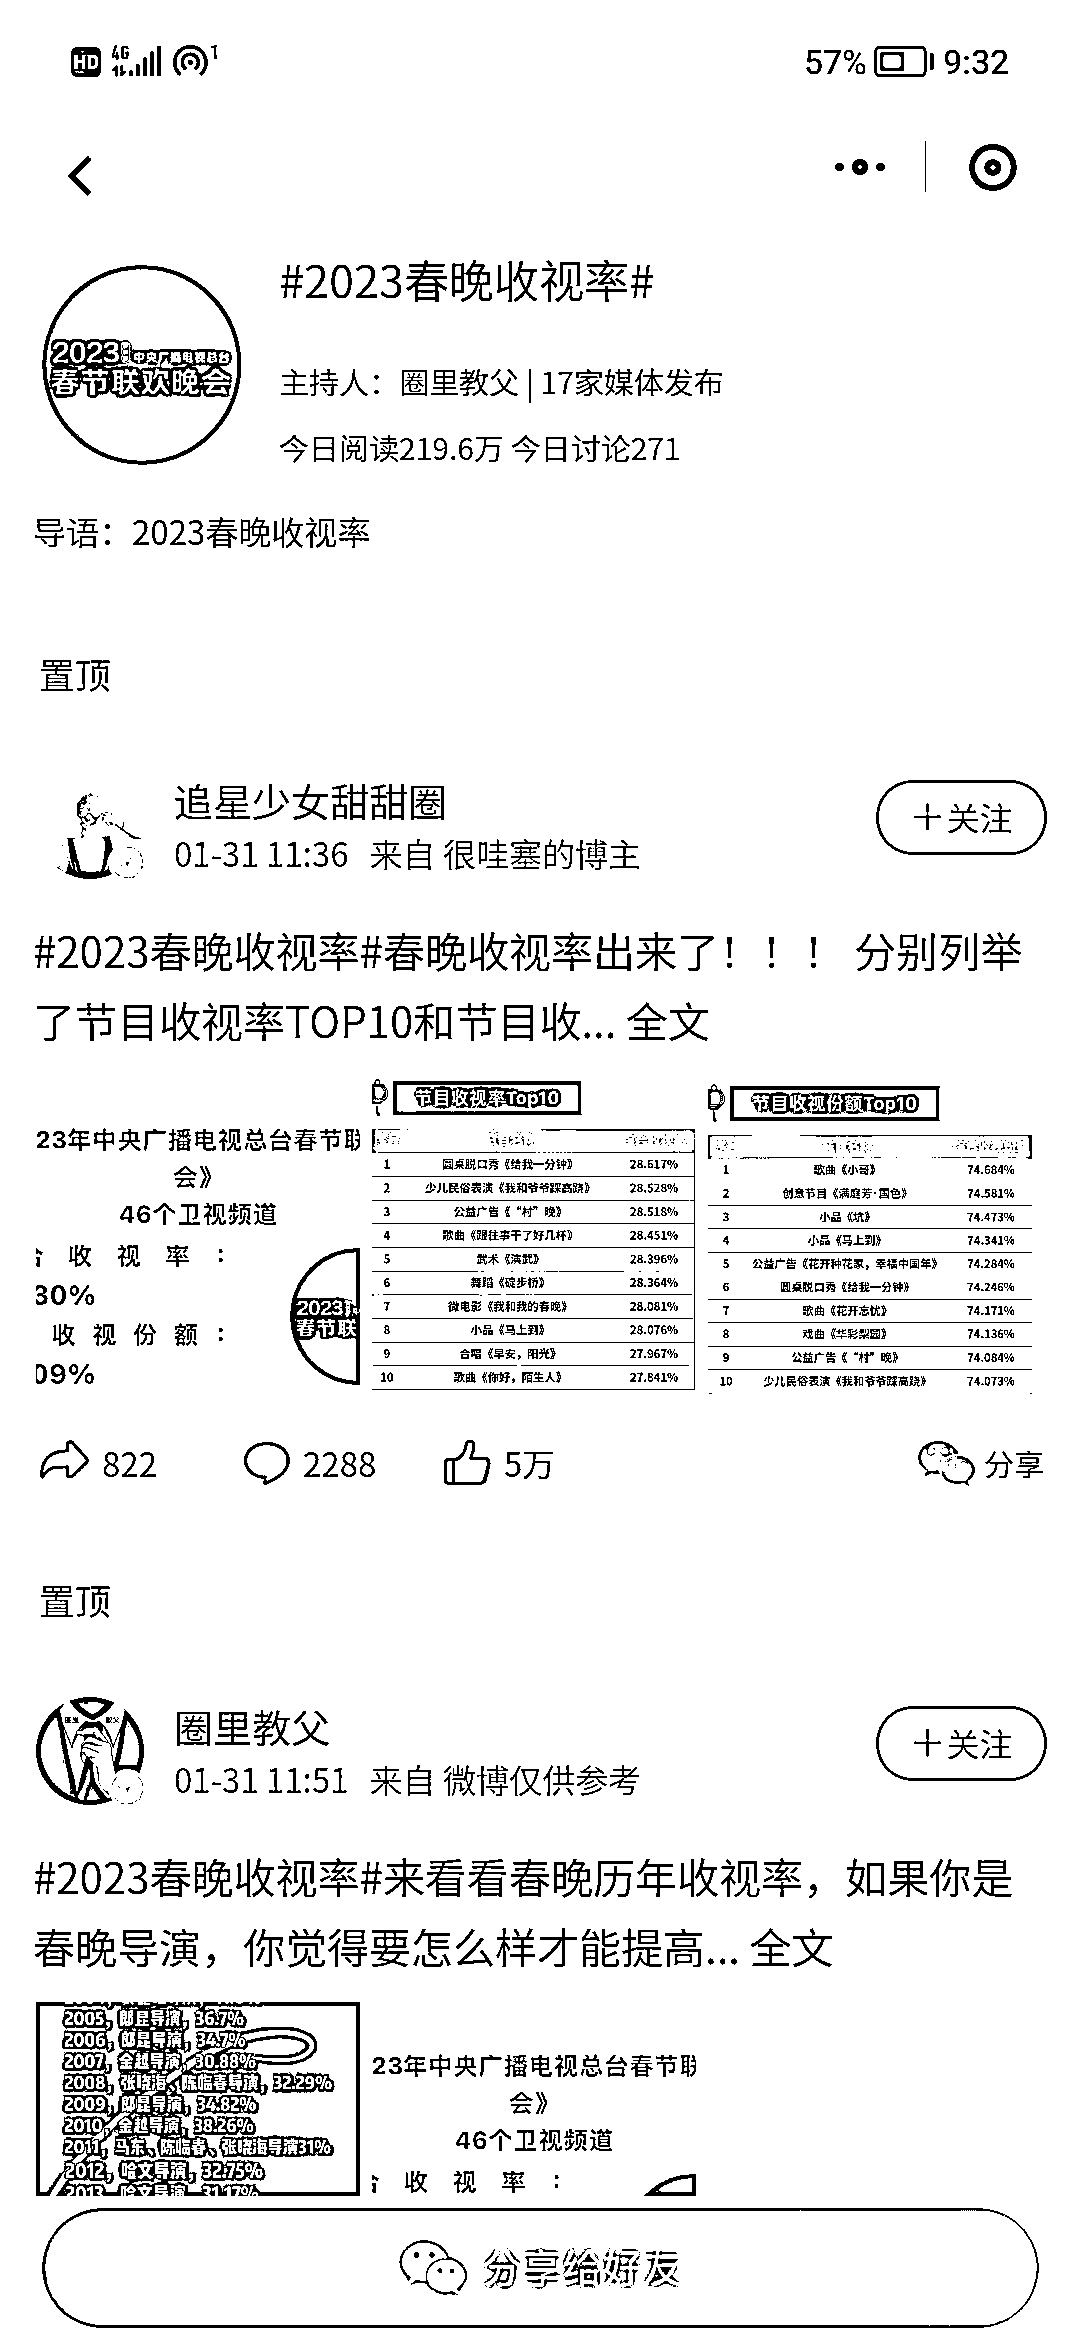 HD 4G 1 57% 9:32
#2023春晚收视率#
2023 中央广播电视总台
春节联欢晚会
主持人：圈里教父 | 17家媒体发布
今日阅读219.6万 今日讨论271
导语：2023春晚收视率
置顶
追星少女甜甜圈
01-31 11:36 来自 很哇塞的博主
+关注
#2023春晚收视率#春晚收视率出来了！！！ 分别列举
了节目收视率TOP10和节目收... 全文
23年中央广播电视总台春节联
会》
46个卫视频道
收 视 率 ：
30%
收 视 份 额 ：
09%
2023
春节联
节目收视率Top10
1 圆桌脱口秀《给我一分钟》 28.617%
2 少儿民俗表演《我和爷爷踩高跷》 28.528%
3 公益广告《“村”晚》 28.518%
4 歌曲《跟往事干了好几杯》 28.451%
5 武术《演武》 28.396%
6 舞蹈《碇步桥》 28.364%
7 微电影《我和我的春晚》 28.081%
8 小品《马上到》 28.076%
9 合唱《早安，阳光》 27.967%
10 歌曲《你好，陌生人》 27.841%
节目收视份额Top10
1 歌曲《小哥》 74.684%
2 创意节目《满庭芳·国色》 74.581%
3 小品《坑》 74.473%
4 小品《马上到》 74.341%
5 公益广告《花开种花家，幸福中国年》 74.284%
6 圆桌脱口秀《给我一分钟》 74.246%
7 歌曲《花开忘忧》 74.171%
8 戏曲《华彩梨园》 74.136%
9 公益广告《“村”晚》 74.084%
10 少儿民俗表演《我和爷爷踩高跷》 74.073%
822 2288 5万 分享
置顶
圈里教父
01-31 11:51 来自 微博仅供参考
+关注
#2023春晚收视率#来看看春晚历年收视率，如果你是
春晚导演，你觉得要怎么样才能提高... 全文
2005，郎昆导演，36.7%
2006，郎昆导演，34.7%
2007，金越导演，30.88%
2008，张晓海、陈临春导演，32.29%
2009，郎昆导演，34.82%
2010，金越导演，38.26%
2011，马东、陈临春、张晓海导演31%
2012，哈文导演，32.75%
2013，哈文导演，31.17%
23年中央广播电视总台春节联
会》
46个卫视频道
收 视 率 ：
分享给好友